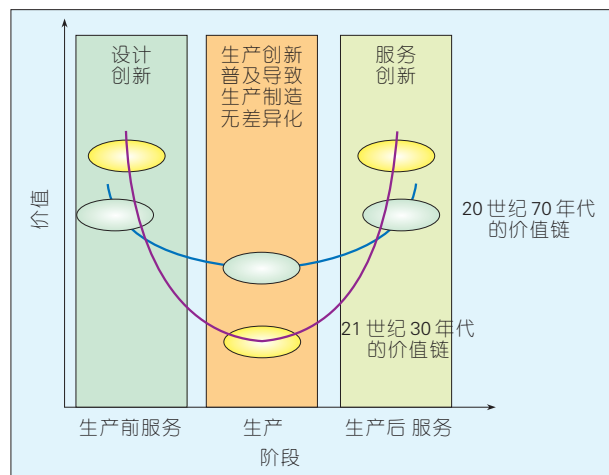 设计
创新
生产创新
普及导致
生产制造
无差异化
服务
创新
价值
20 世纪 70 年代
的价值链
21 世纪 30 年代
的价值链
生产前服务
生产
生产后 服务
阶段